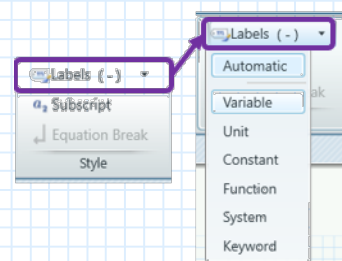 Labels ( - )
Subscript
Equation Break
Style
Labels ( - )
Automatic
Variable
Unit
Constant
Function
System
Keyword